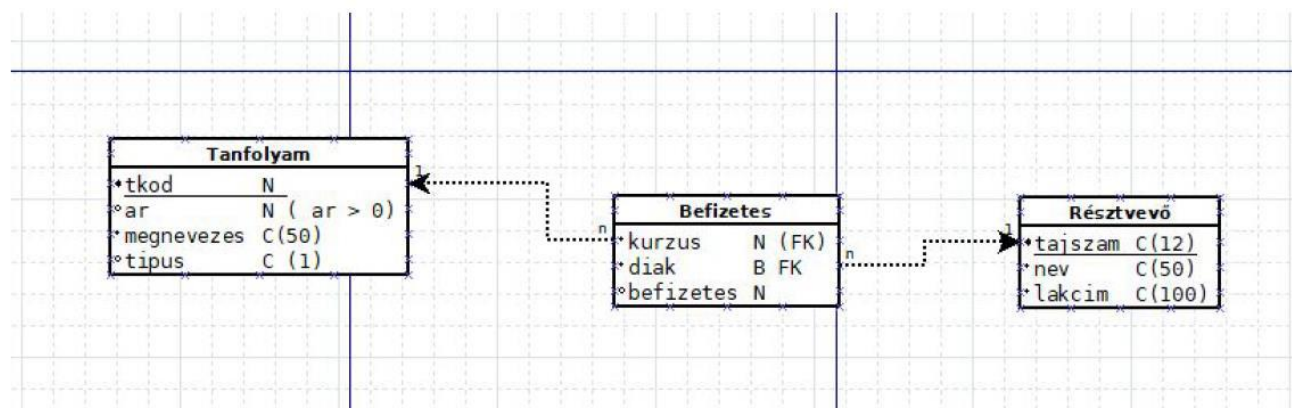 Tanfolyam
tkod N
ar N ( ar > 0)
megnevezes C(50)
tipus C (1)
1
n
Befizetes
kurzus N (FK)
diak B FK
befizetes N
n
1
Résztvevő
tajszam C(12)
nev C(50)
lakcim C(100)